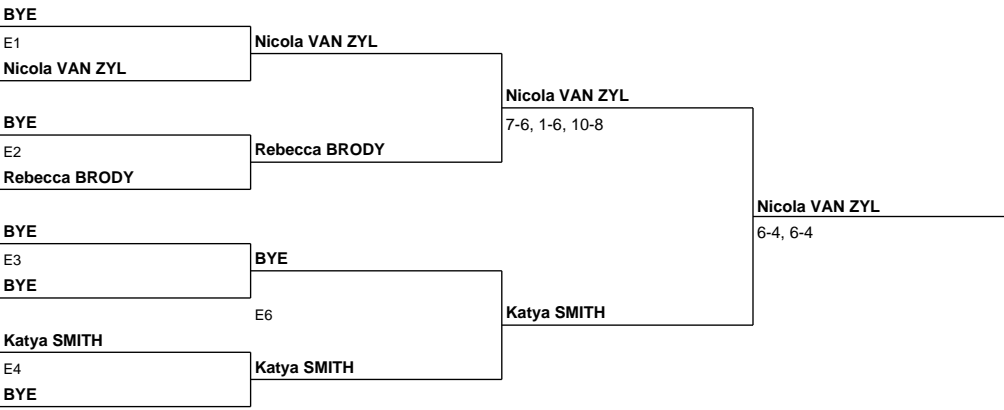 BYE
E1
Nicola VAN ZYL
BYE
E2
Rebecca BRODY
BYE
E3
BYE
Katya SMITH
E4
BYE
Nicola VAN ZYL
Rebecca BRODY
BYE
E6
Katya SMITH
Nicola VAN ZYL
7-6, 1-6, 10-8
Katya SMITH
Nicola VAN ZYL
6-4, 6-4